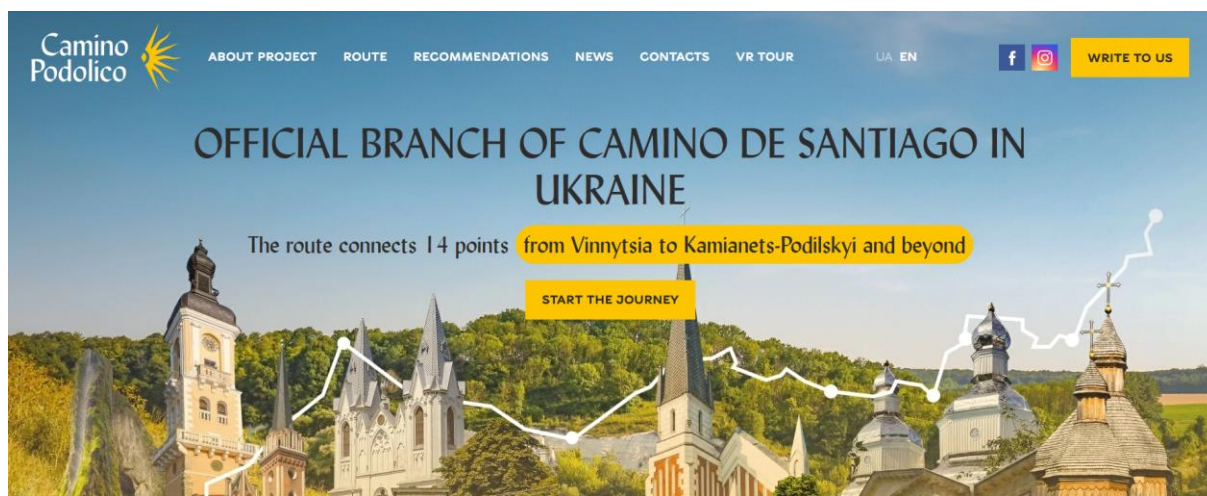 Camino
Podolico
ABOUT PROJECT ROUTE RECOMMENDATIONS NEWS CONTACTS VR TOUR UA EN f WRITE TO US
OFFICIAL BRANCH OF CAMINO DE SANTIAGO IN
UKRAINE
The route connects 14 points from Vinnytsia to Kamianets-Podilskyi and beyond
START THE JOURNEY